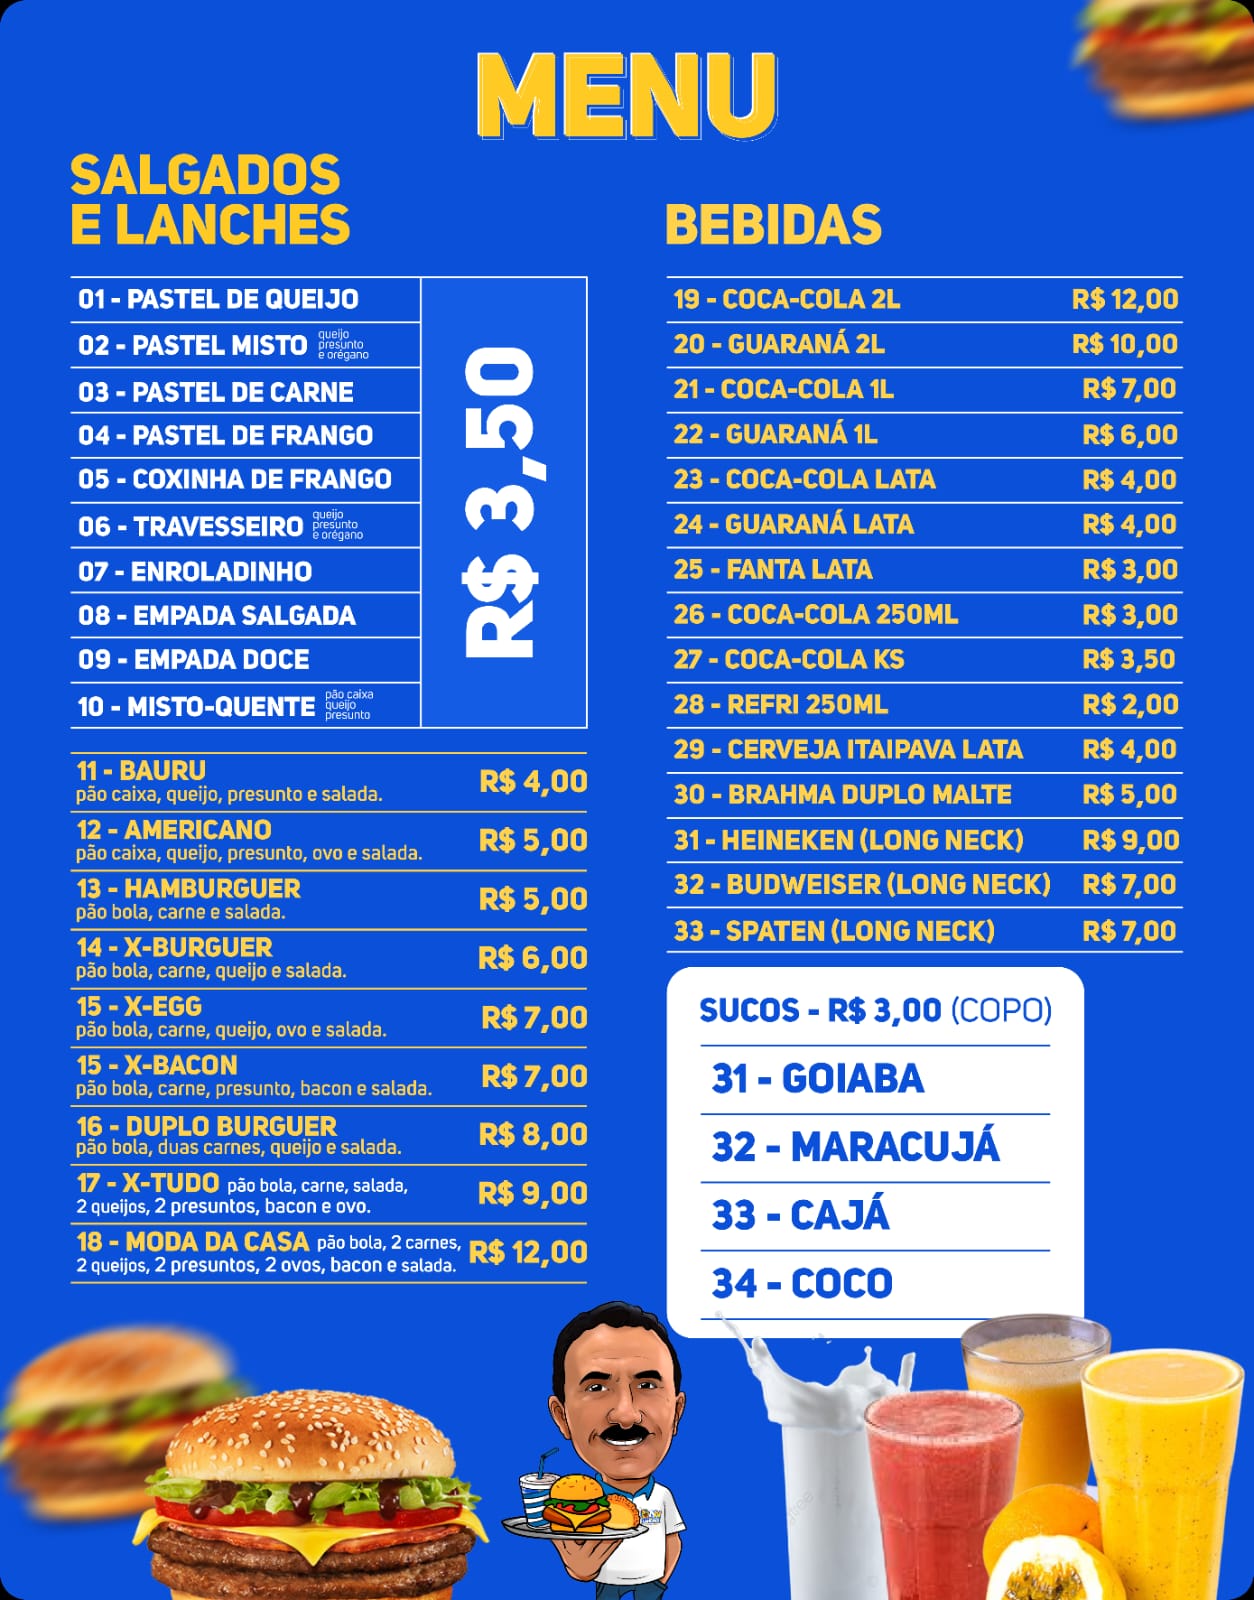 MENU
SALGADOS
E LANCHES
01 - PASTEL DE QUEIJO
02 - PASTEL MISTO queijo
presunto
e orégano
03 - PASTEL DE CARNE
04 - PASTEL DE FRANGO
05 - COXINHA DE FRANGO
06 - TRAVESSEIRO queijo
presunto
e orégano
07 - ENROLADINHO
08 - EMPADA SALGADA
09 - EMPADA DOCE
10 - MISTO-QUENTE pão caixa
queijo
presunto
R$ 3,50
11 - BAURU R$ 4,00
pão caixa, queijo, presunto e salada.
12 - AMERICANO R$ 5,00
pão caixa, queijo, presunto, ovo e salada.
13 - HAMBURGUER R$ 5,00
pão bola, carne e salada.
14 - X-BURGUER R$ 6,00
pão bola, carne, queijo e salada.
15 - X-EGG R$ 7,00
pão bola, carne, queijo, ovo e salada.
15 - X-BACON R$ 7,00
pão bola, carne, presunto, bacon e salada.
16 - DUPLO BURGUER R$ 8,00
pão bola, duas carnes, queijo e salada.
17 - X-TUDO pão bola, carne, salada, R$ 9,00
2 queijos, 2 presuntos, bacon e ovo.
18 - MODA DA CASA pão bola, 2 carnes, R$ 12,00
2 queijos, 2 presuntos, 2 ovos, bacon e salada.
BEBIDAS
19 - COCA-COLA 2L R$ 12,00
20 - GUARANÁ 2L R$ 10,00
21 - COCA-COLA 1L R$ 7,00
22 - GUARANÁ 1L R$ 6,00
23 - COCA-COLA LATA R$ 4,00
24 - GUARANÁ LATA R$ 4,00
25 - FANTA LATA R$ 3,00
26 - COCA-COLA 250ML R$ 3,00
27 - COCA-COLA KS R$ 3,50
28 - REFRI 250ML R$ 2,00
29 - CERVEJA ITAIPAVA LATA R$ 4,00
30 - BRAHMA DUPLO MALTE R$ 5,00
31 - HEINEKEN (LONG NECK) R$ 9,00
32 - BUDWEISER (LONG NECK) R$ 7,00
33 - SPATEN (LONG NECK) R$ 7,00
SUCOS - R$ 3,00 (COPO)
31 - GOIABA
32 - MARACUJÁ
33 - CAJÁ
34 - COCO